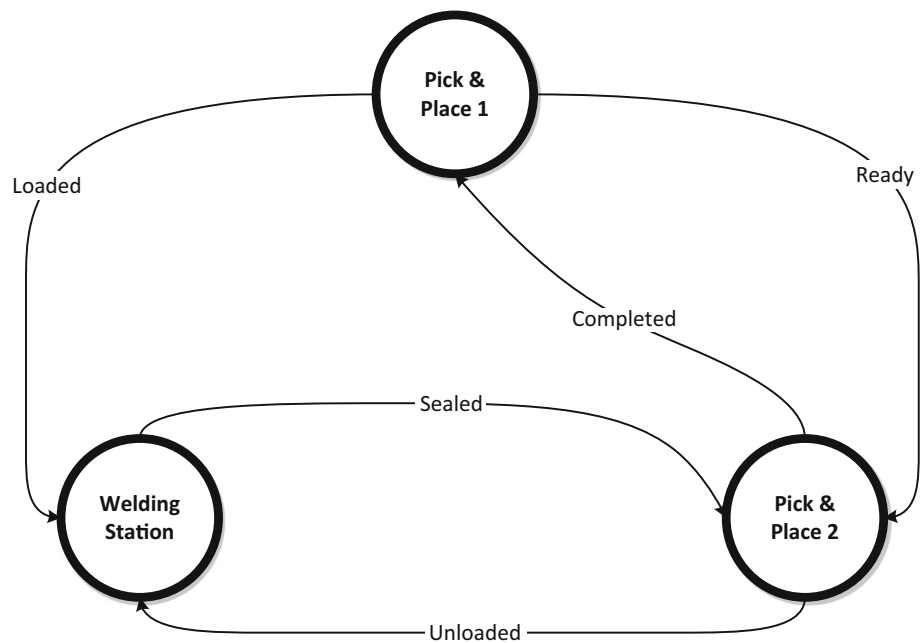 Pick &
Place 1
Loaded
Ready
Completed
Sealed
Welding
Station
Pick &
Place 2
Unloaded